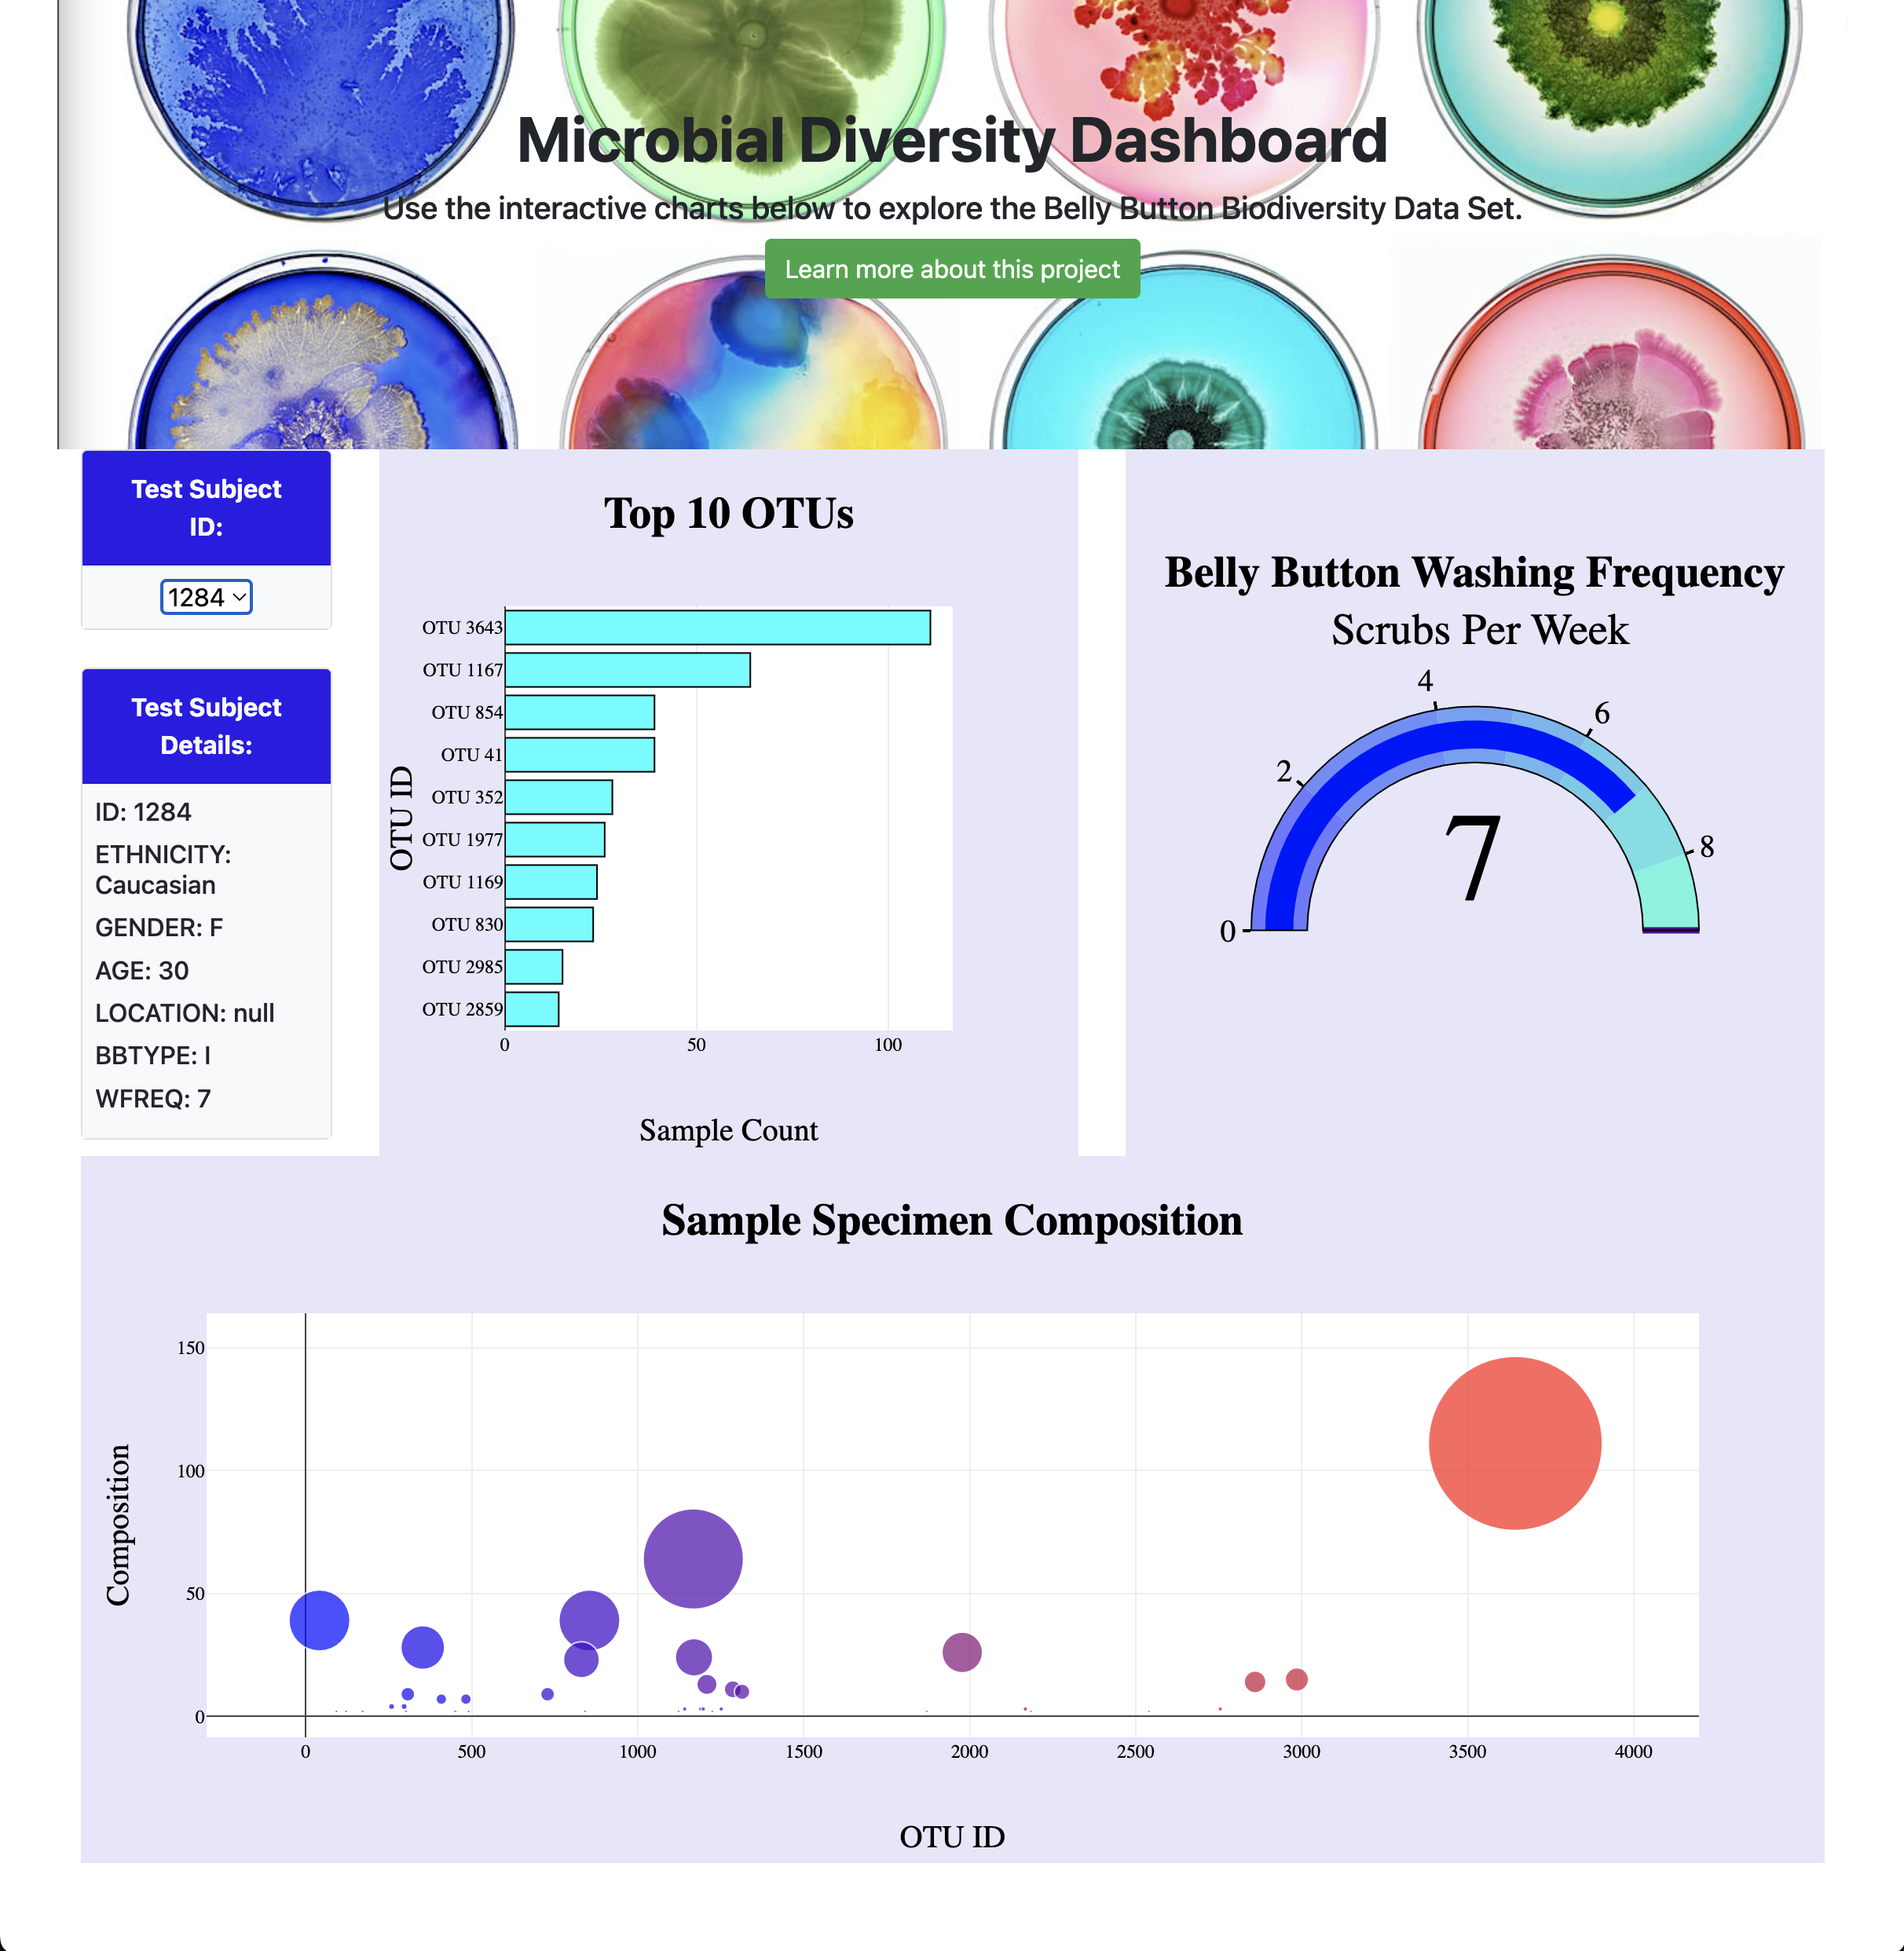 Microbial Diversity Dashboard
Use the interactive charts below to explore the Belly Button Biodiversity Data Set.
Learn more about this project
Test Subject
ID:
1284
Test Subject
Details:
ID: 1284
ETHNICITY:
Caucasian
GENDER: F
AGE: 30
LOCATION: null
BBTYPE: I
WFREQ: 7
Top 10 OTUs
OTU ID
OTU 3643
OTU 1167
OTU 854
OTU 41
OTU 352
OTU 1977
OTU 1169
OTU 830
OTU 2985
OTU 2859
0
50
100
Sample Count
Belly Button Washing Frequency
Scrubs Per Week
0
2
4
6
8
7
Sample Specimen Composition
Composition
150
100
50
0
0
500
1000
1500
2000
2500
3000
3500
4000
OTU ID